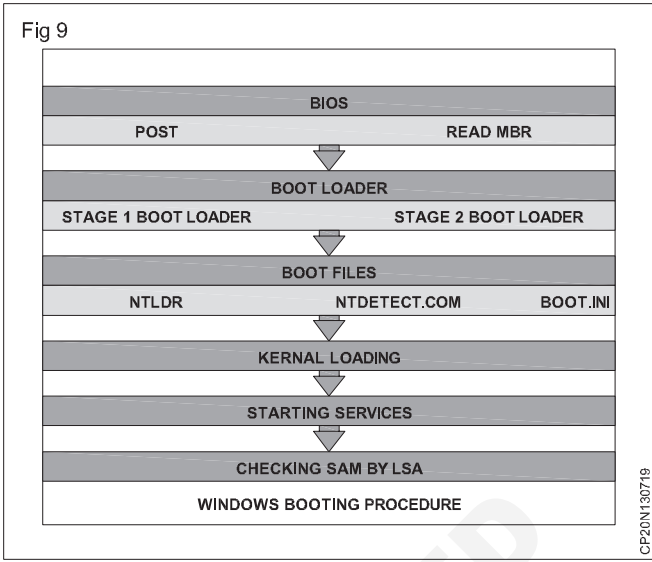 Fig 9
BIOS
POST READ MBR
BOOT LOADER
STAGE 1 BOOT LOADER STAGE 2 BOOT LOADER
BOOT FILES
NTLDR NTDETECT.COM BOOT.INI
KERNAL LOADING
STARTING SERVICES
CHECKING SAM BY LSA
WINDOWS BOOTING PROCEDURE
CP20N130719